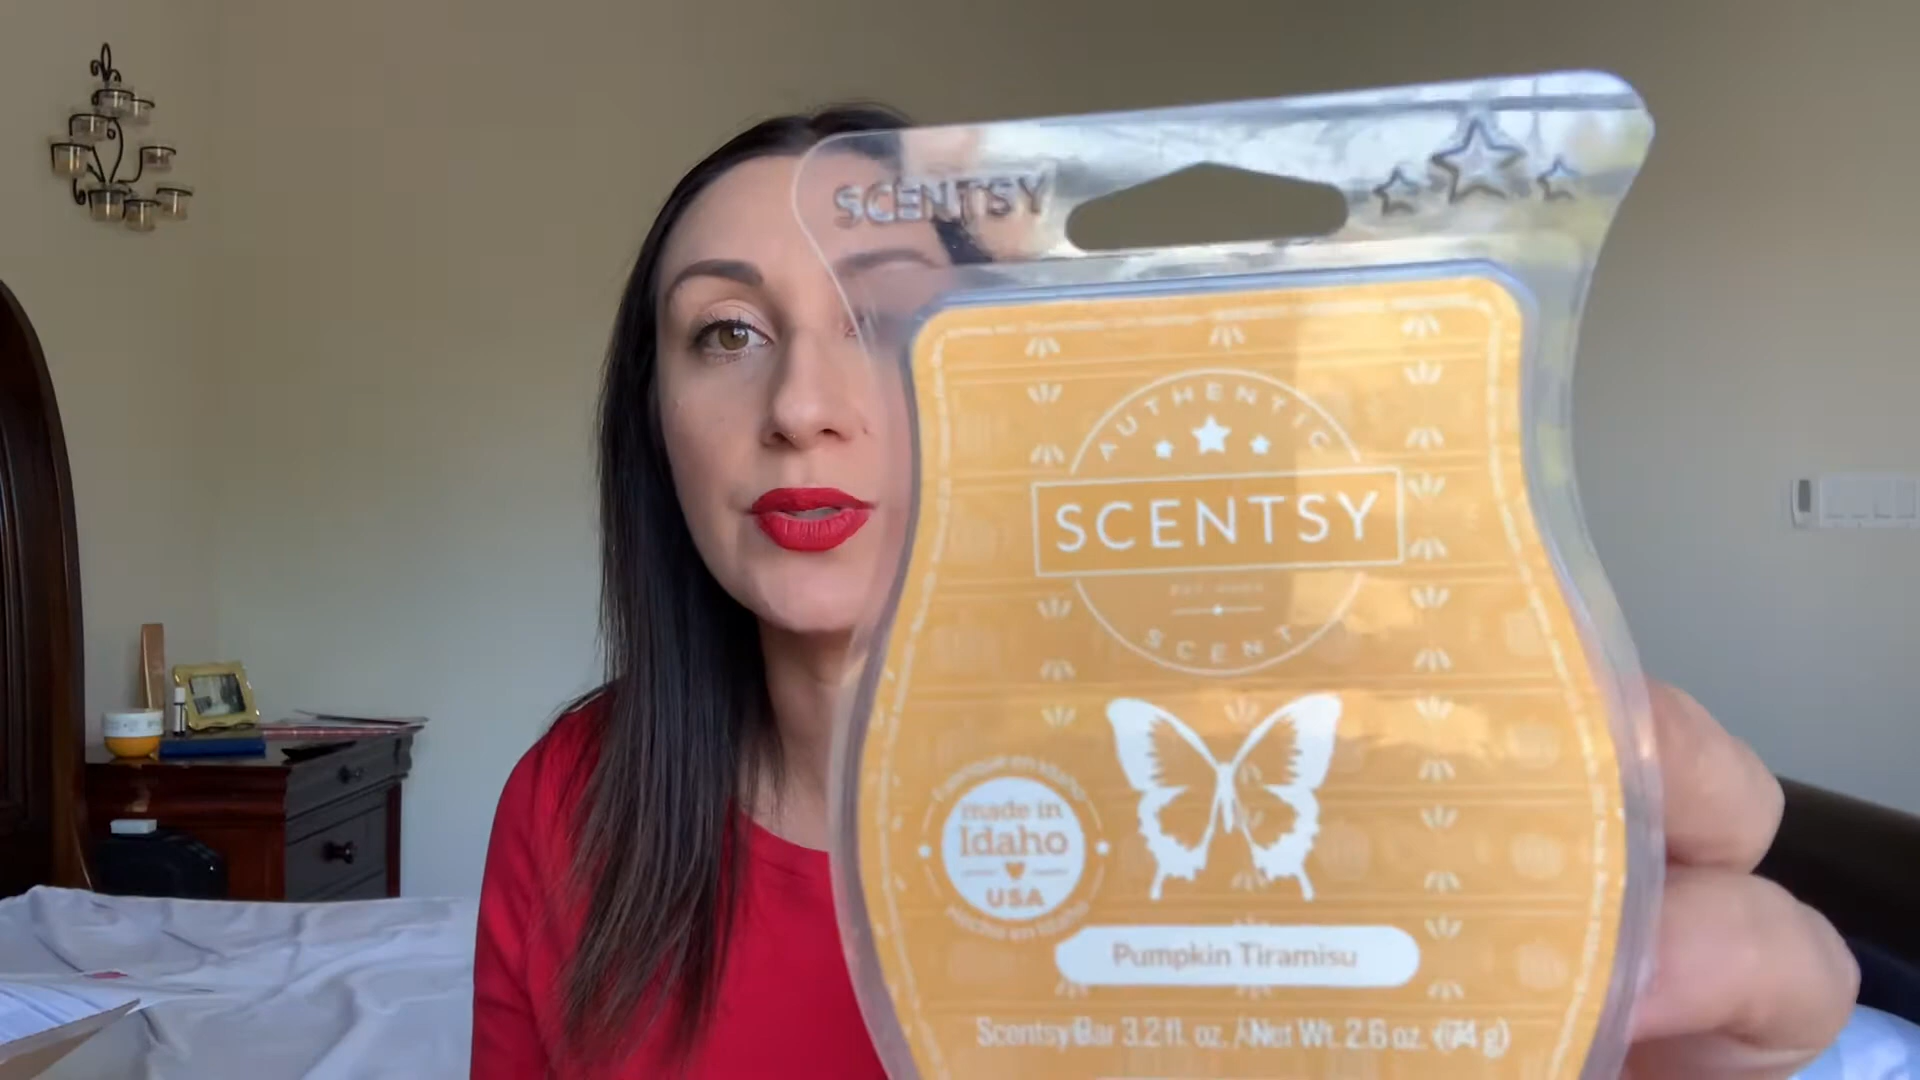 SCENTSY
AUTHENTIC
SCENTSY
SCENT
made in
Idaho
USA
Pumpkin Tiramisu
Scentsy Bar 3.2 fl. oz. / Net Wt. 2.6 oz. (74 g)